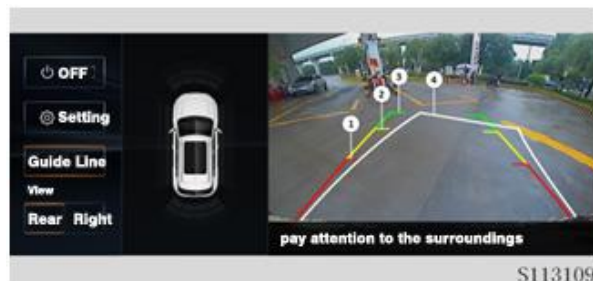 OFF
Setting
Guide Line
View
Rear Right
1
2
3
4
pay attention to the surroundings
S113109